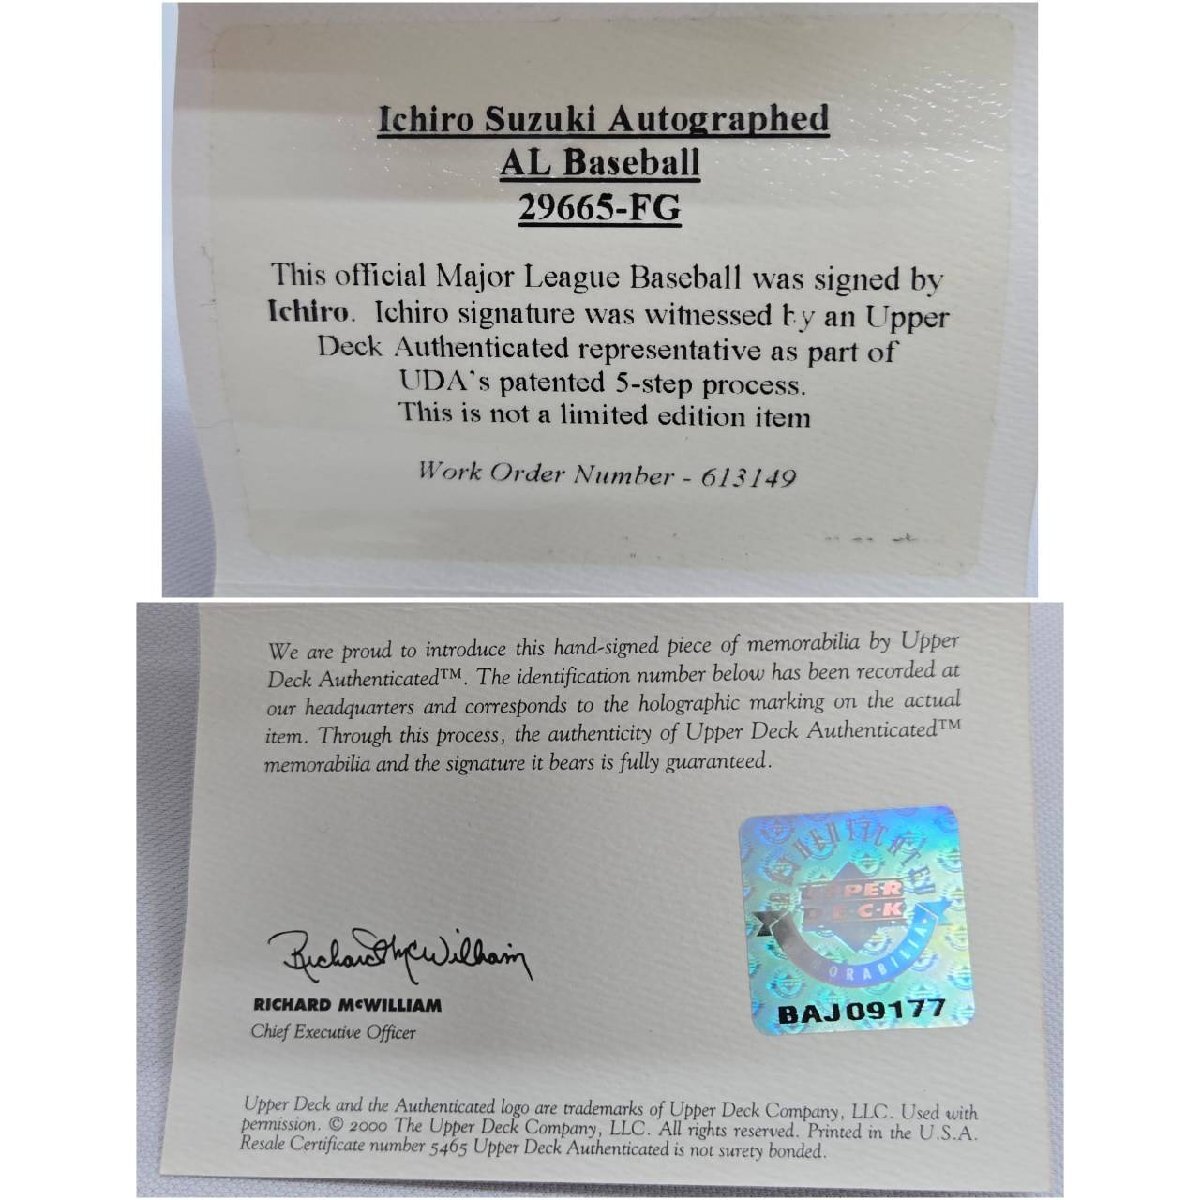 Ichiro Suzuki Autographed
AL Baseball
29665-FG
This official Major League Baseball was signed by
Ichiro. Ichiro signature was witnessed by an Upper
Deck Authenticated representative as part of
UDA's patented 5-step process.
This is not a limited edition item
Work Order Number - 613149
We are proud to introduce this hand-signed piece of memorabilia by Upper
Deck Authenticated™. The identification number below has been recorded at
our headquarters and corresponds to the holographic marking on the actual
item. Through this process, the authenticity of Upper Deck Authenticated™
memorabilia and the signature it bears is fully guaranteed.
AUTHENTICATED
UPPER
DECK
MEMORABILIA
BAJ09177
Richard McWilliam
RICHARD McWILLIAM
Chief Executive Officer
Upper Deck and the Authenticated logo are trademarks of Upper Deck Company, LLC. Used with
permission. © 2000 The Upper Deck Company, LLC. All rights reserved. Printed in the U.S.A.
Resale Certificate number 5465 Upper Deck Authenticated is not surety bonded.